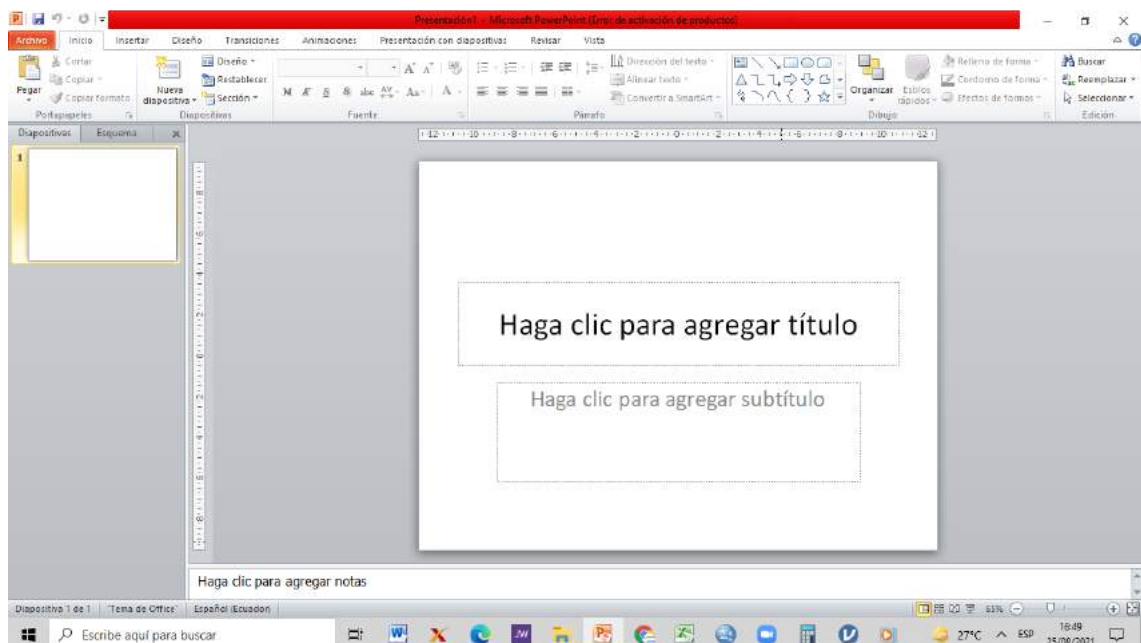 Presentación1 - Microsoft PowerPoint (Error de activación de productos)
Archivo Inicio Insertar Diseño Transiciones Animaciones Presentación con diapositivas Revisar Vista
Cortar
Copiar
Copiar formato
Pegar
Portapapeles
Nueva
diapositiva
Diseño
Restablecer
Sección
Diapositivas
N K S S abc AV Aa A
Fuente
Dirección del texto
Alinear texto
Convertir a SmartArt
Párrafo
Organizar
Estilos
rápidos
Relleno de forma
Contorno de forma
Efectos de formas
Dibujo
Buscar
Reemplazar
Seleccionar
Edición
Diapositivas Esquema
1
Haga clic para agregar título
Haga clic para agregar subtítulo
Haga clic para agregar notas
Diapositiva 1 de 1 "Tema de Office" Español (Ecuador)
Escribe aquí para buscar
27°C ESP